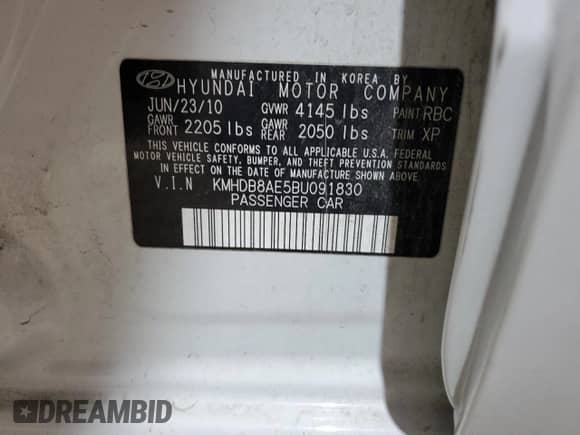 MANUFACTURED IN KOREA BY
HYUNDAI MOTOR COMPANY
JUN/23/10 GVWR 4145 lbs PAINT RBC
GAWR FRONT 2205 lbs GAWR REAR 2050 lbs TRIM XP
THIS VEHICLE CONFORMS TO ALL APPLICABLE U.S.A. FEDERAL
MOTOR VEHICLE SAFETY, BUMPER, AND THEFT PREVENTION STANDARDS
IN EFFECT ON THE DATE OF MANUFACTURE SHOWN ABOVE.
V.I.N KMHDB8AE5BU091830
PASSENGER CAR
DREAMBID